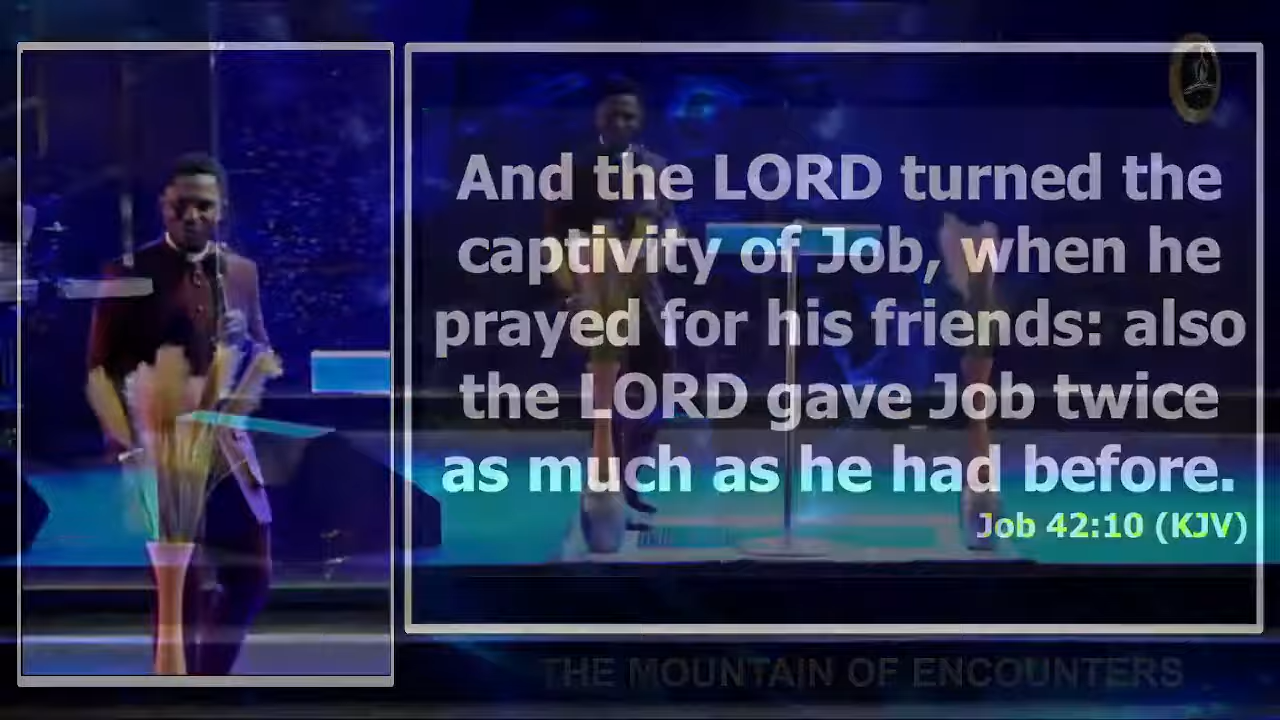 And the LORD turned the
captivity of Job, when he
prayed for his friends: also
the LORD gave Job twice
as much as he had before.
Job 42:10 (KJV)
THE MOUNTAIN OF ENCOUNTERS